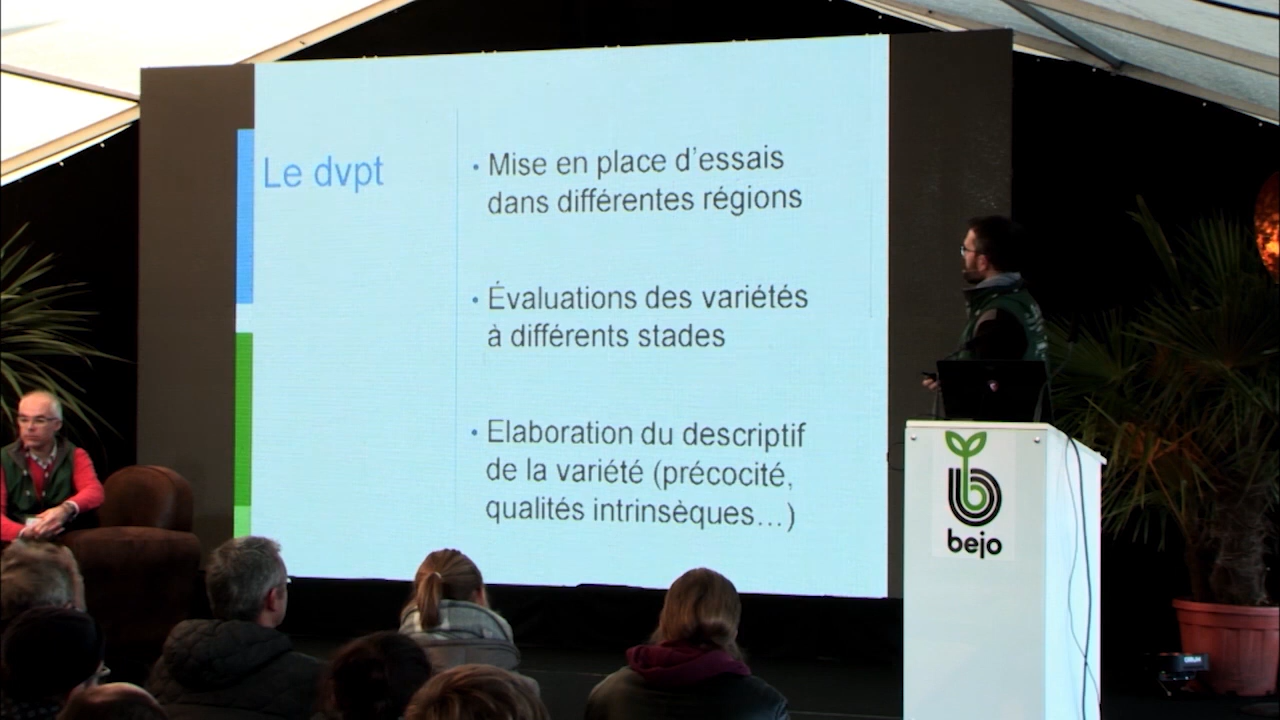 Le dvpt
• Mise en place d'essais
dans différentes régions
• Évaluations des variétés
à différents stades
• Elaboration du descriptif
de la variété (précocité,
qualités intrinsèques…)
bejo